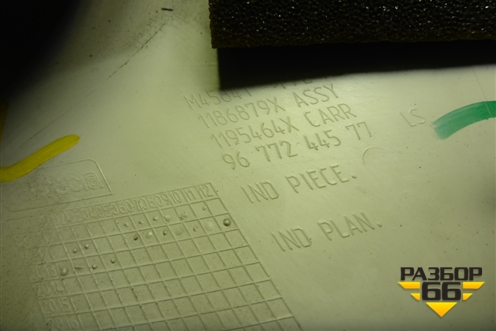 1186879X ASSY
1195464X CARR
96 772 445 77
LS
IND PIECE.
IND PLAN.
РАЗБОР
66